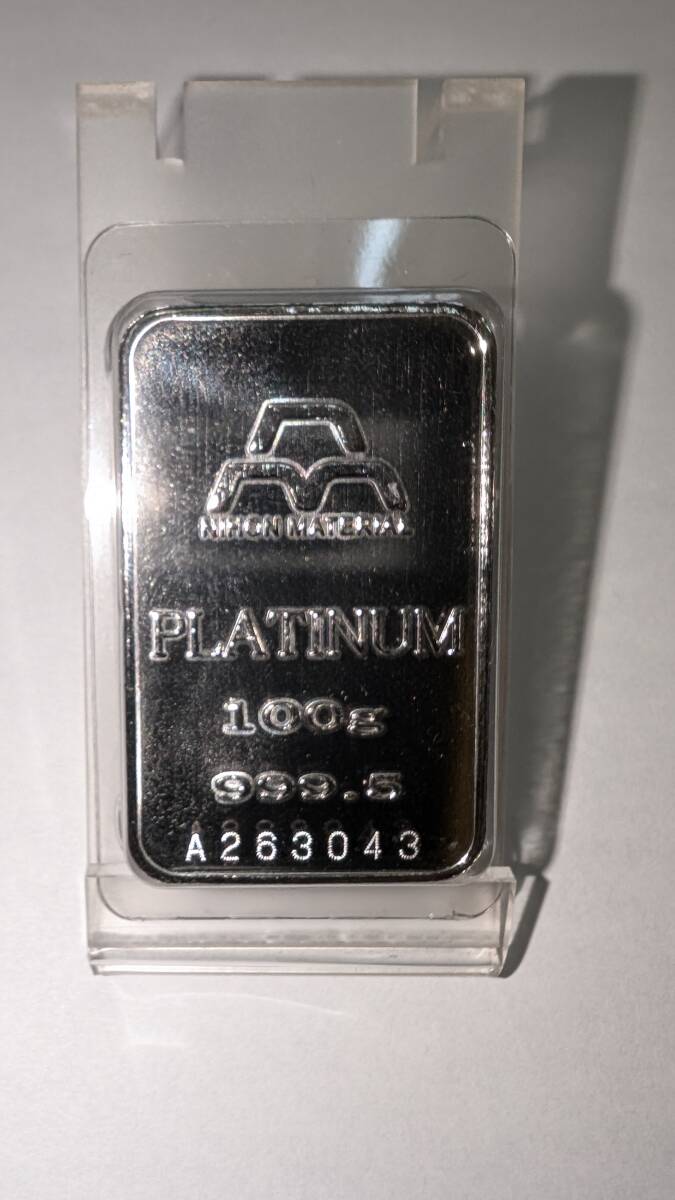 NIHON MATERIAL
PLATINUM
100g
999.5
A263043